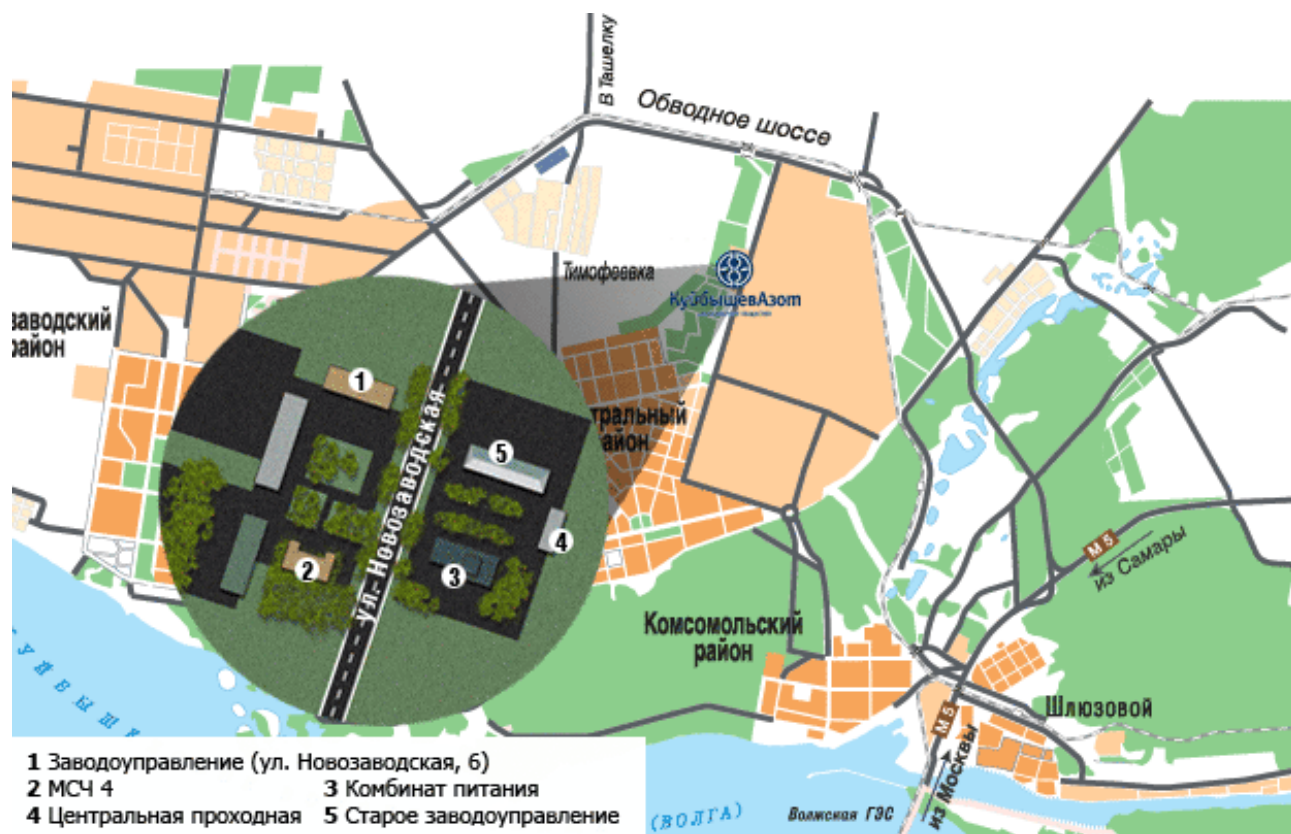 В Ташелку
Обводное шоссе
Тимофеевка
КуйбышевАзот
заводский
район
1
ул. Новозаводская
тральный
айон
5
4
2
3
М 5
из Самары
Комсомольский
район
УЙБЫШЕ
Шлюзовой
М 5
из Москвы
(ВОЛГА)
Волжская ГЭС
1 Заводоуправление (ул. Новозаводская, 6)
2 МСЧ 4
3 Комбинат питания
4 Центральная проходная
5 Старое заводоуправление